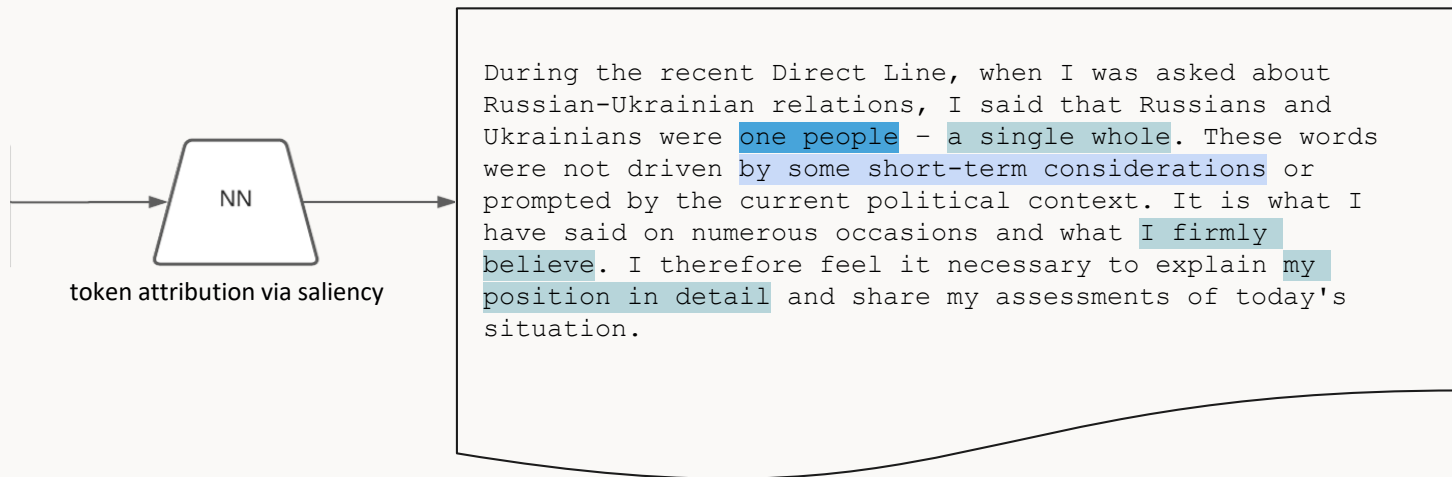 NN
token attribution via saliency
During the recent Direct Line, when I was asked about
Russian-Ukrainian relations, I said that Russians and
Ukrainians were one people – a single whole. These words
were not driven by some short-term considerations or
prompted by the current political context. It is what I
have said on numerous occasions and what I firmly
believe. I therefore feel it necessary to explain my
position in detail and share my assessments of today's
situation.